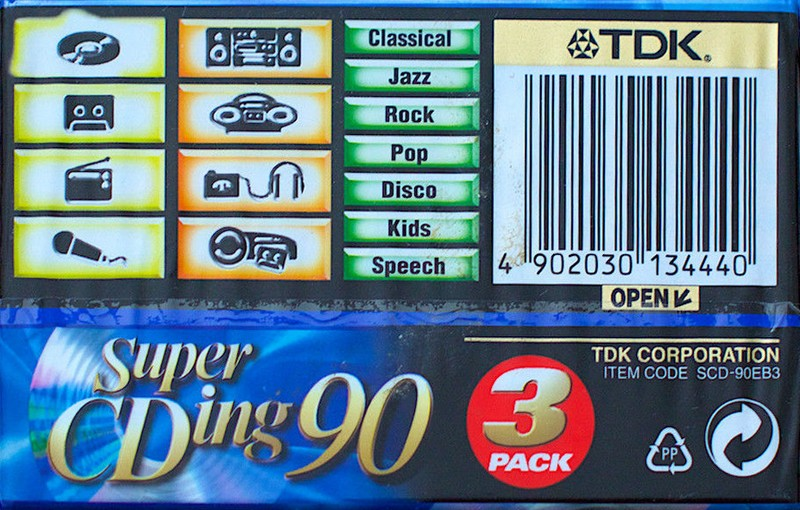 Classical
Jazz
Rock
Pop
Disco
Kids
Speech
TDK.
4 902030 134440
OPEN
Super
CDing 90
3
PACK
TDK CORPORATION
ITEM CODE SCD-90EB3
PP